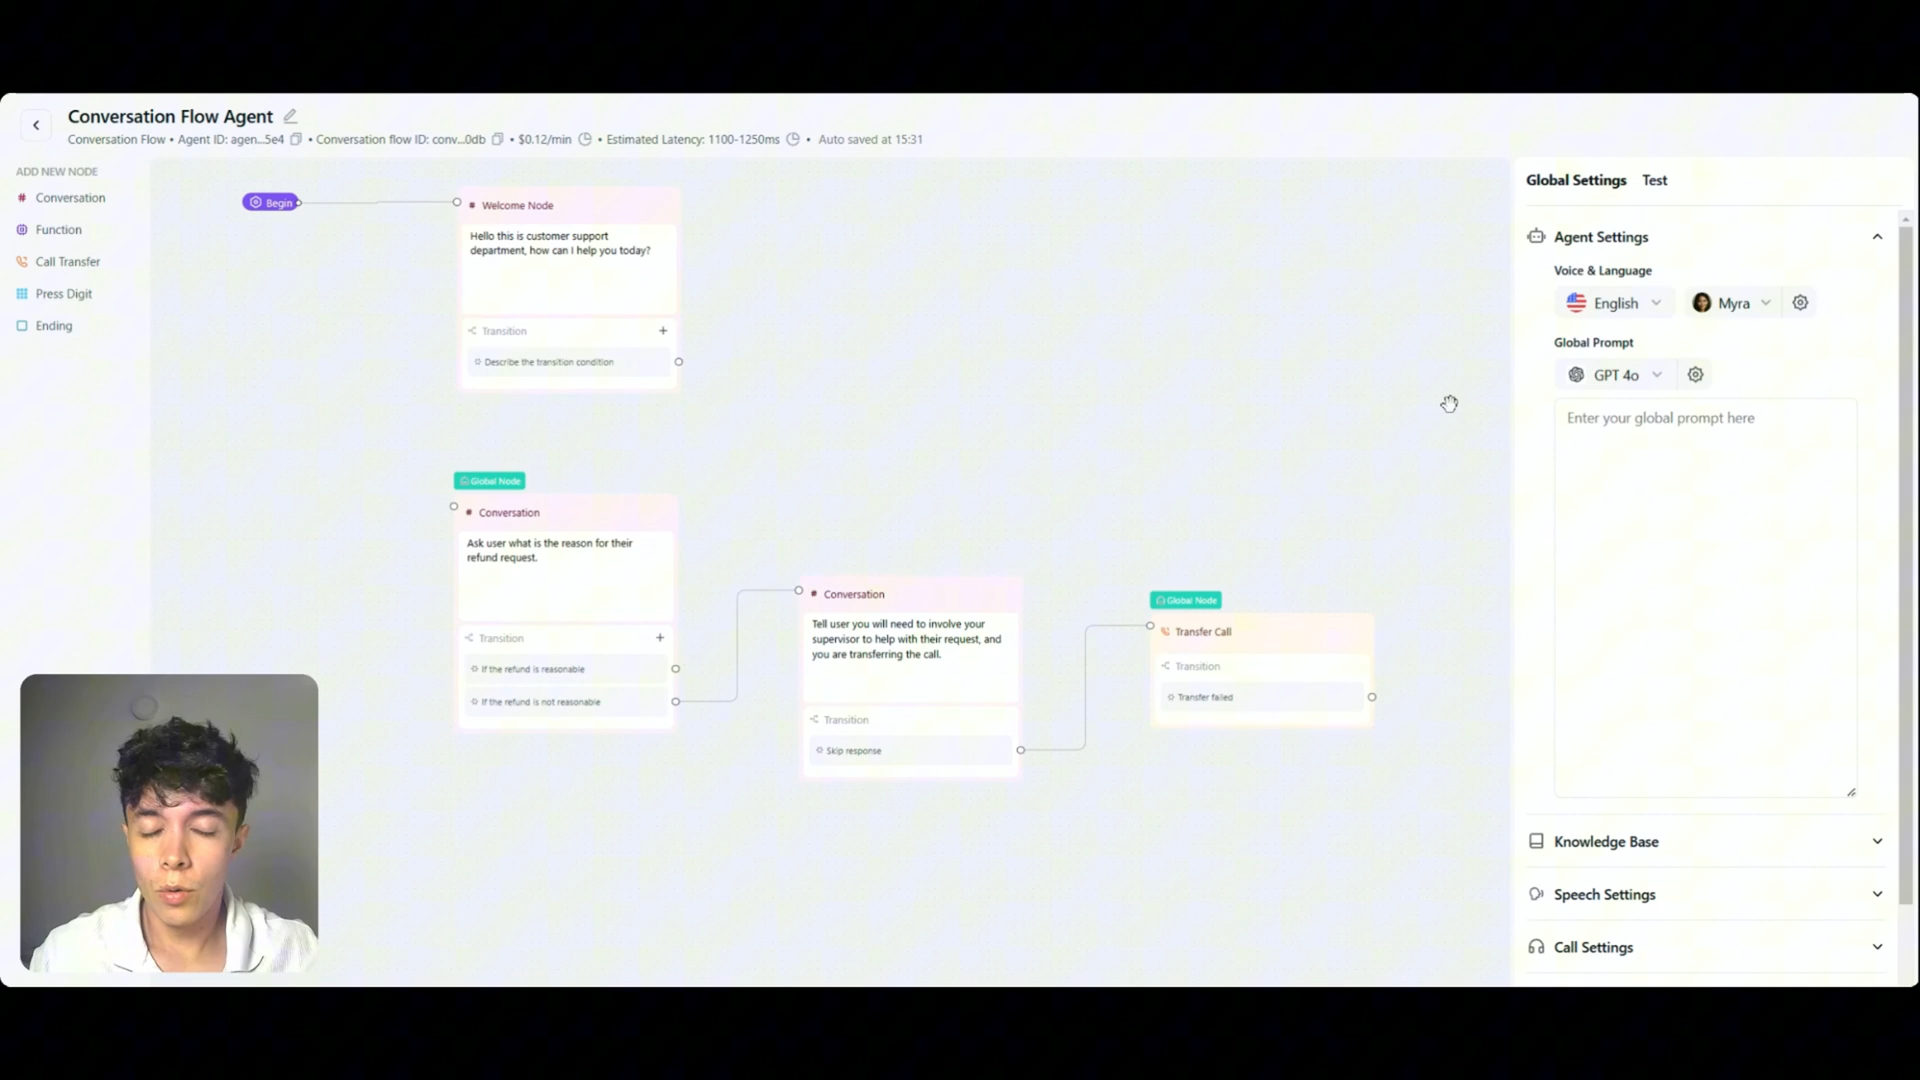 Conversation Flow Agent
Conversation Flow • Agent ID: agen...5e4 • Conversation flow ID: conv...0db • $0.12/min • Estimated Latency: 1100-1250ms • Auto saved at 15:31
ADD NEW NODE
Conversation
Function
Call Transfer
Press Digit
Ending
Begin
# Welcome Node
Hello this is customer support
department, how can I help you today?
Transition
Describe the transition condition
Global Node
# Conversation
Ask user what is the reason for their
refund request.
Transition
If the refund is reasonable
If the refund is not reasonable
# Conversation
Tell user you will need to involve your
supervisor to help with their request, and
you are transferring the call.
Transition
Skip response
Global Node
Transfer Call
Transition
Transfer failed
Global Settings
Test
Agent Settings
Voice & Language
English
Myra
Global Prompt
GPT 4o
Enter your global prompt here
Knowledge Base
Speech Settings
Call Settings